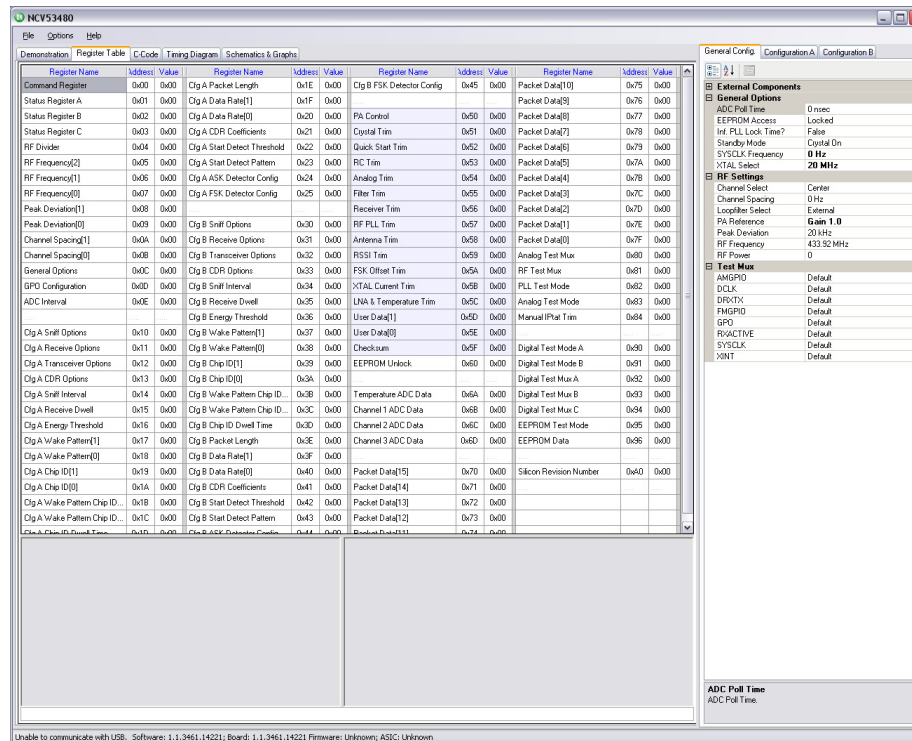 NCV53480
File Options Help
Demonstration Register Table C-Code Timing Diagram Schematics & Graphs
General Config. Configuration A Configuration B
Register Name Address Value Register Name Address Value Register Name Address Value Register Name Address Value
Command Register 0x00 0x00 Cfg A Packet Length 0x1E 0x00 Cfg B FSK Detector Config 0x45 0x00 Packet Data[10] 0x75 0x00
Status Register A 0x01 0x00 Cfg A Data Rate[1] 0x1F 0x00 Packet Data[9] 0x76 0x00
Status Register B 0x02 0x00 Cfg A Data Rate[0] 0x20 0x00 PA Control 0x50 0x00 Packet Data[8] 0x77 0x00
Status Register C 0x03 0x00 Cfg A CDR Coefficients 0x21 0x00 Crystal Trim 0x51 0x00 Packet Data[7] 0x78 0x00
RF Divider 0x04 0x00 Cfg A Start Detect Threshold 0x22 0x00 Quick Start Trim 0x52 0x00 Packet Data[6] 0x79 0x00
RF Frequency[2] 0x05 0x00 Cfg A Start Detect Pattern 0x23 0x00 RC Trim 0x53 0x00 Packet Data[5] 0x7A 0x00
RF Frequency[1] 0x06 0x00 Cfg A ASK Detector Config 0x24 0x00 Analog Trim 0x54 0x00 Packet Data[4] 0x7B 0x00
RF Frequency[0] 0x07 0x00 Cfg A FSK Detector Config 0x25 0x00 Filter Trim 0x55 0x00 Packet Data[3] 0x7C 0x00
Peak Deviation[1] 0x08 0x00 Receiver Trim 0x56 0x00 Packet Data[2] 0x7D 0x00
Peak Deviation[0] 0x09 0x00 Cfg B Sniff Options 0x30 0x00 RF PLL Trim 0x57 0x00 Packet Data[1] 0x7E 0x00
Channel Spacing[1] 0x0A 0x00 Cfg B Receive Options 0x31 0x00 Antenna Trim 0x58 0x00 Packet Data[0] 0x7F 0x00
Channel Spacing[0] 0x0B 0x00 Cfg B Transceiver Options 0x32 0x00 RSSI Trim 0x59 0x00 Analog Test Mux 0x80 0x00
General Options 0x0C 0x00 Cfg B CDR Options 0x33 0x00 FSK Offset Trim 0x5A 0x00 RF Test Mux 0x81 0x00
GPO Configuration 0x0D 0x00 Cfg B Sniff Interval 0x34 0x00 XTAL Current Trim 0x5B 0x00 PLL Test Mode 0x82 0x00
ADC Interval 0x0E 0x00 Cfg B Receive Dwell 0x35 0x00 LNA & Temperature Trim 0x5C 0x00 Analog Test Mode 0x83 0x00
Cfg B Energy Threshold 0x36 0x00 User Data[1] 0x5D 0x00 Manual IPtat Trim 0x84 0x00
Cfg A Sniff Options 0x10 0x00 Cfg B Wake Pattern[1] 0x37 0x00 User Data[0] 0x5E 0x00
Cfg A Receive Options 0x11 0x00 Cfg B Wake Pattern[0] 0x38 0x00 Checksum 0x5F 0x00 Digital Test Mode A 0x90 0x00
Cfg A Transceiver Options 0x12 0x00 Cfg B Chip ID[1] 0x39 0x00 EEPROM Unlock 0x60 0x00 Digital Test Mode B 0x91 0x00
Cfg A CDR Options 0x13 0x00 Cfg B Chip ID[0] 0x3A 0x00 Digital Test Mux A 0x92 0x00
Cfg A Sniff Interval 0x14 0x00 Cfg B Wake Pattern Chip ID... 0x3B 0x00 Temperature ADC Data 0x6A 0x00 Digital Test Mux B 0x93 0x00
Cfg A Receive Dwell 0x15 0x00 Cfg B Wake Pattern Chip ID... 0x3C 0x00 Channel 1 ADC Data 0x6B 0x00 Digital Test Mux C 0x94 0x00
Cfg A Energy Threshold 0x16 0x00 Cfg B Chip ID Dwell Time 0x3D 0x00 Channel 2 ADC Data 0x6C 0x00 EEPROM Test Mode 0x95 0x00
Cfg A Wake Pattern[1] 0x17 0x00 Cfg B Packet Length 0x3E 0x00 Channel 3 ADC Data 0x6D 0x00 EEPROM Data 0x96 0x00
Cfg A Wake Pattern[0] 0x18 0x00 Cfg B Data Rate[1] 0x3F 0x00
Cfg A Chip ID[1] 0x19 0x00 Cfg B Data Rate[0] 0x40 0x00 Packet Data[15] 0x70 0x00 Silicon Revision Number 0xA0 0x00
Cfg A Chip ID[0] 0x1A 0x00 Cfg B CDR Coefficients 0x41 0x00 Packet Data[14] 0x71 0x00
Cfg A Wake Pattern Chip ID... 0x1B 0x00 Cfg B Start Detect Threshold 0x42 0x00 Packet Data[13] 0x72 0x00
Cfg A Wake Pattern Chip ID... 0x1C 0x00 Cfg B Start Detect Pattern 0x43 0x00 Packet Data[12] 0x73 0x00
Cfg A Chip ID Dwell Time 0x1D 0x00 Cfg B ASK Detector Config 0x44 0x00 Packet Data[11] 0x74 0x00
External Components
General Options
ADC Poll Time 0 nsec
EEPROM Access Locked
Inf. PLL Lock Time? False
Standby Mode Crystal On
SYSCLK Frequency 0 Hz
XTAL Select 20 MHz
RF Settings
Channel Select Center
Channel Spacing 0 Hz
Loopfilter Select External
PA Reference Gain 1.0
Peak Deviation 20 kHz
RF Frequency 433.92 MHz
RF Power 0
Test Mux
AMGPIO Default
DCLK Default
DRXTX Default
FMGPIO Default
GPO Default
RXACTIVE Default
SYSCLK Default
XINT Default
ADC Poll Time
ADC Poll Time.
Unable to communicate with USB. Software: 1.1.3461.14221; Board: 1.1.3461.14221 Firmware: Unknown; ASIC: Unknown